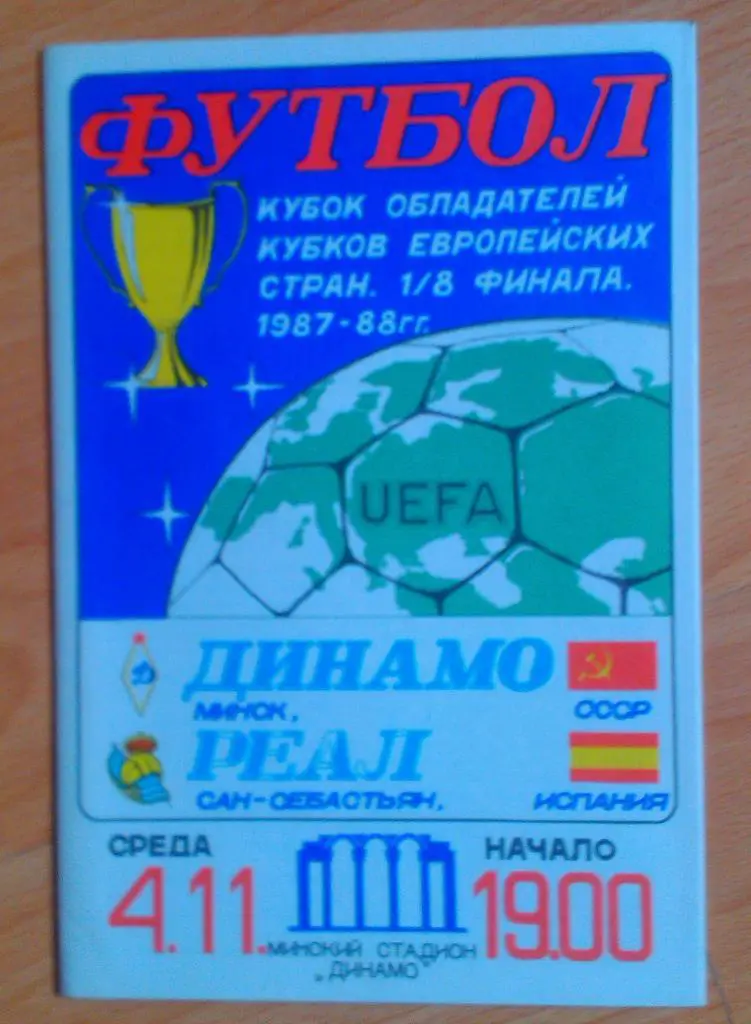 ФУТБОЛ
КУБОК ОБЛАДАТЕЛЕЙ
КУБКОВ ЕВРОПЕЙСКИХ
СТРАН. 1/8 ФИНАЛА.
1987-88гг.
UEFA
Д
ДИНАМО
МИНСК,
СССР
РЕАЛ
САН-СЕБАСТЬЯН,
ИСПАНИЯ
СРЕДА
4.11.
НАЧАЛО
19.00
МИНСКИЙ СТАДИОН
„ДИНАМО"